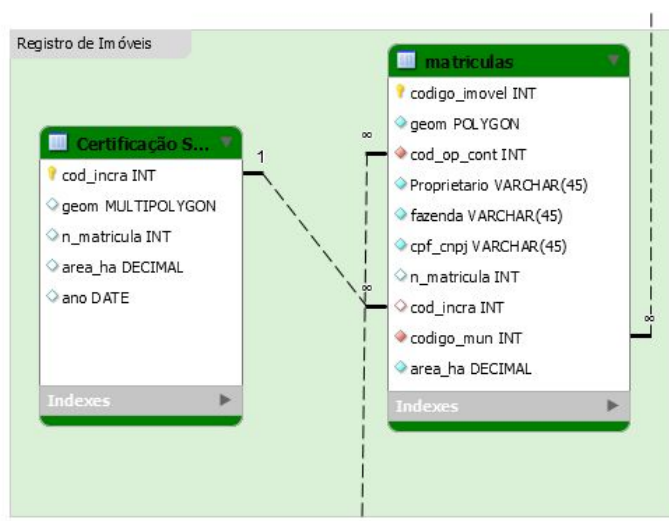 Registro de Imóveis
Certificação S...
cod_incra INT
geom MULTIPOLYGON
n_matricula INT
area_ha DECIMAL
ano DATE
Indexes
1
∞
∞
∞
matriculas
codigo_imovel INT
geom POLYGON
cod_op_cont INT
Proprietario VARCHAR(45)
fazenda VARCHAR(45)
cpf_cnpj VARCHAR(45)
n_matricula INT
cod_incra INT
codigo_mun INT
area_ha DECIMAL
Indexes